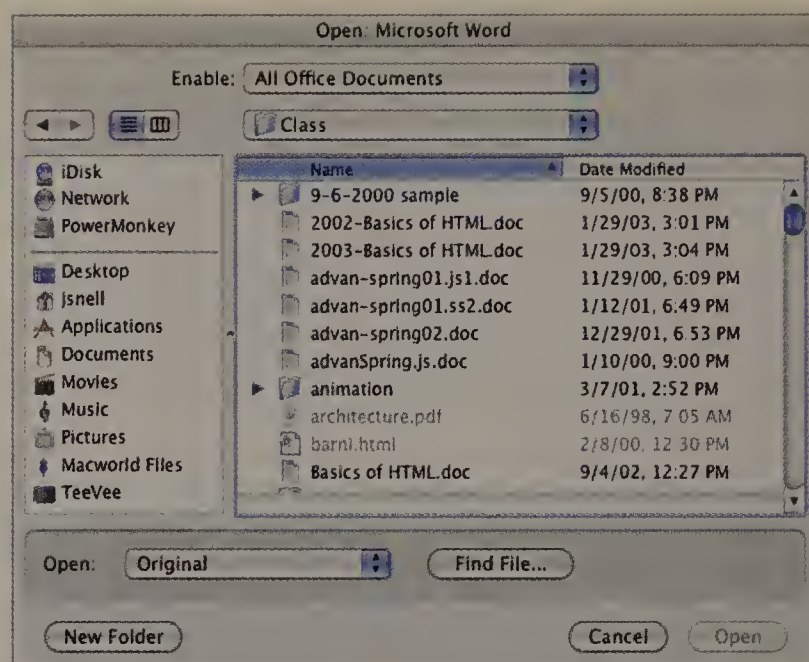 Open: Microsoft Word
Enable: All Office Documents
Class
iDisk
Network
PowerMonkey
Desktop
jsnell
Applications
Documents
Movies
Music
Pictures
Macworld Files
TeeVee
Name Date Modified
9-6-2000 sample 9/5/00, 8:38 PM
2002-Basics of HTML.doc 1/29/03, 3:01 PM
2003-Basics of HTML.doc 1/29/03, 3:04 PM
advan-spring01.js1.doc 11/29/00, 6:09 PM
advan-spring01.ss2.doc 1/12/01, 6:49 PM
advan-spring02.doc 12/29/01, 6:53 PM
advanSpring.js.doc 1/10/00, 9:00 PM
animation 3/7/01, 2:52 PM
architecture.pdf 6/16/98, 7:05 AM
barni.html 2/8/00, 12:30 PM
Basics of HTML.doc 9/4/02, 12:27 PM
Open: Original
Find File...
New Folder
Cancel
Open